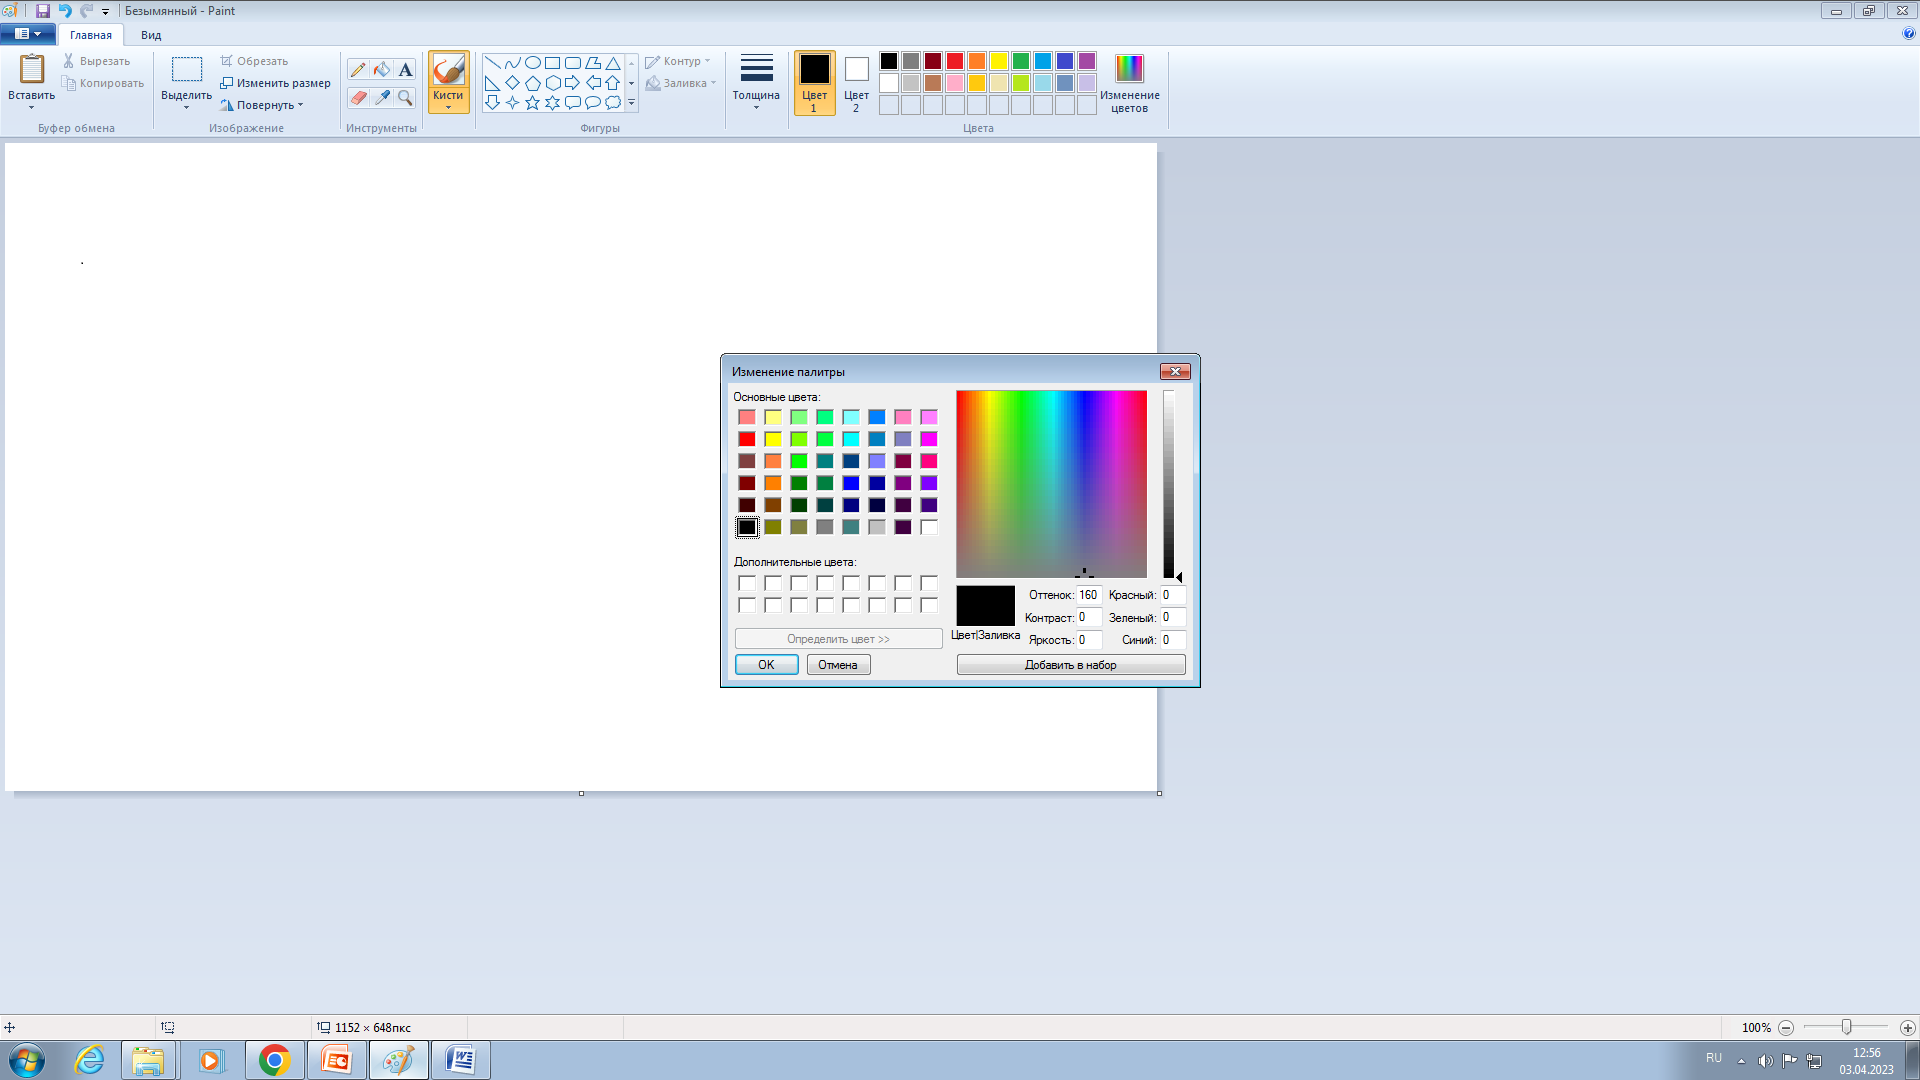 Безымянный - Paint
Главная
Вид
Вставить
Вырезать
Копировать
Буфер обмена
Выделить
Обрезать
Изменить размер
Повернуть
Изображение
A
Инструменты
Кисти
Фигуры
Контур
Заливка
Толщина
Цвет
1
Цвет
2
Изменение
цветов
Цвета
Изменение палитры
Основные цвета:
Дополнительные цвета:
Определить цвет >>
OK
Отмена
Цвет|Заливка
Оттенок: 160
Красный: 0
Контраст: 0
Зеленый: 0
Яркость: 0
Синий: 0
Добавить в набор
1152 × 648пкс
100%
RU
12:56
03.04.2023